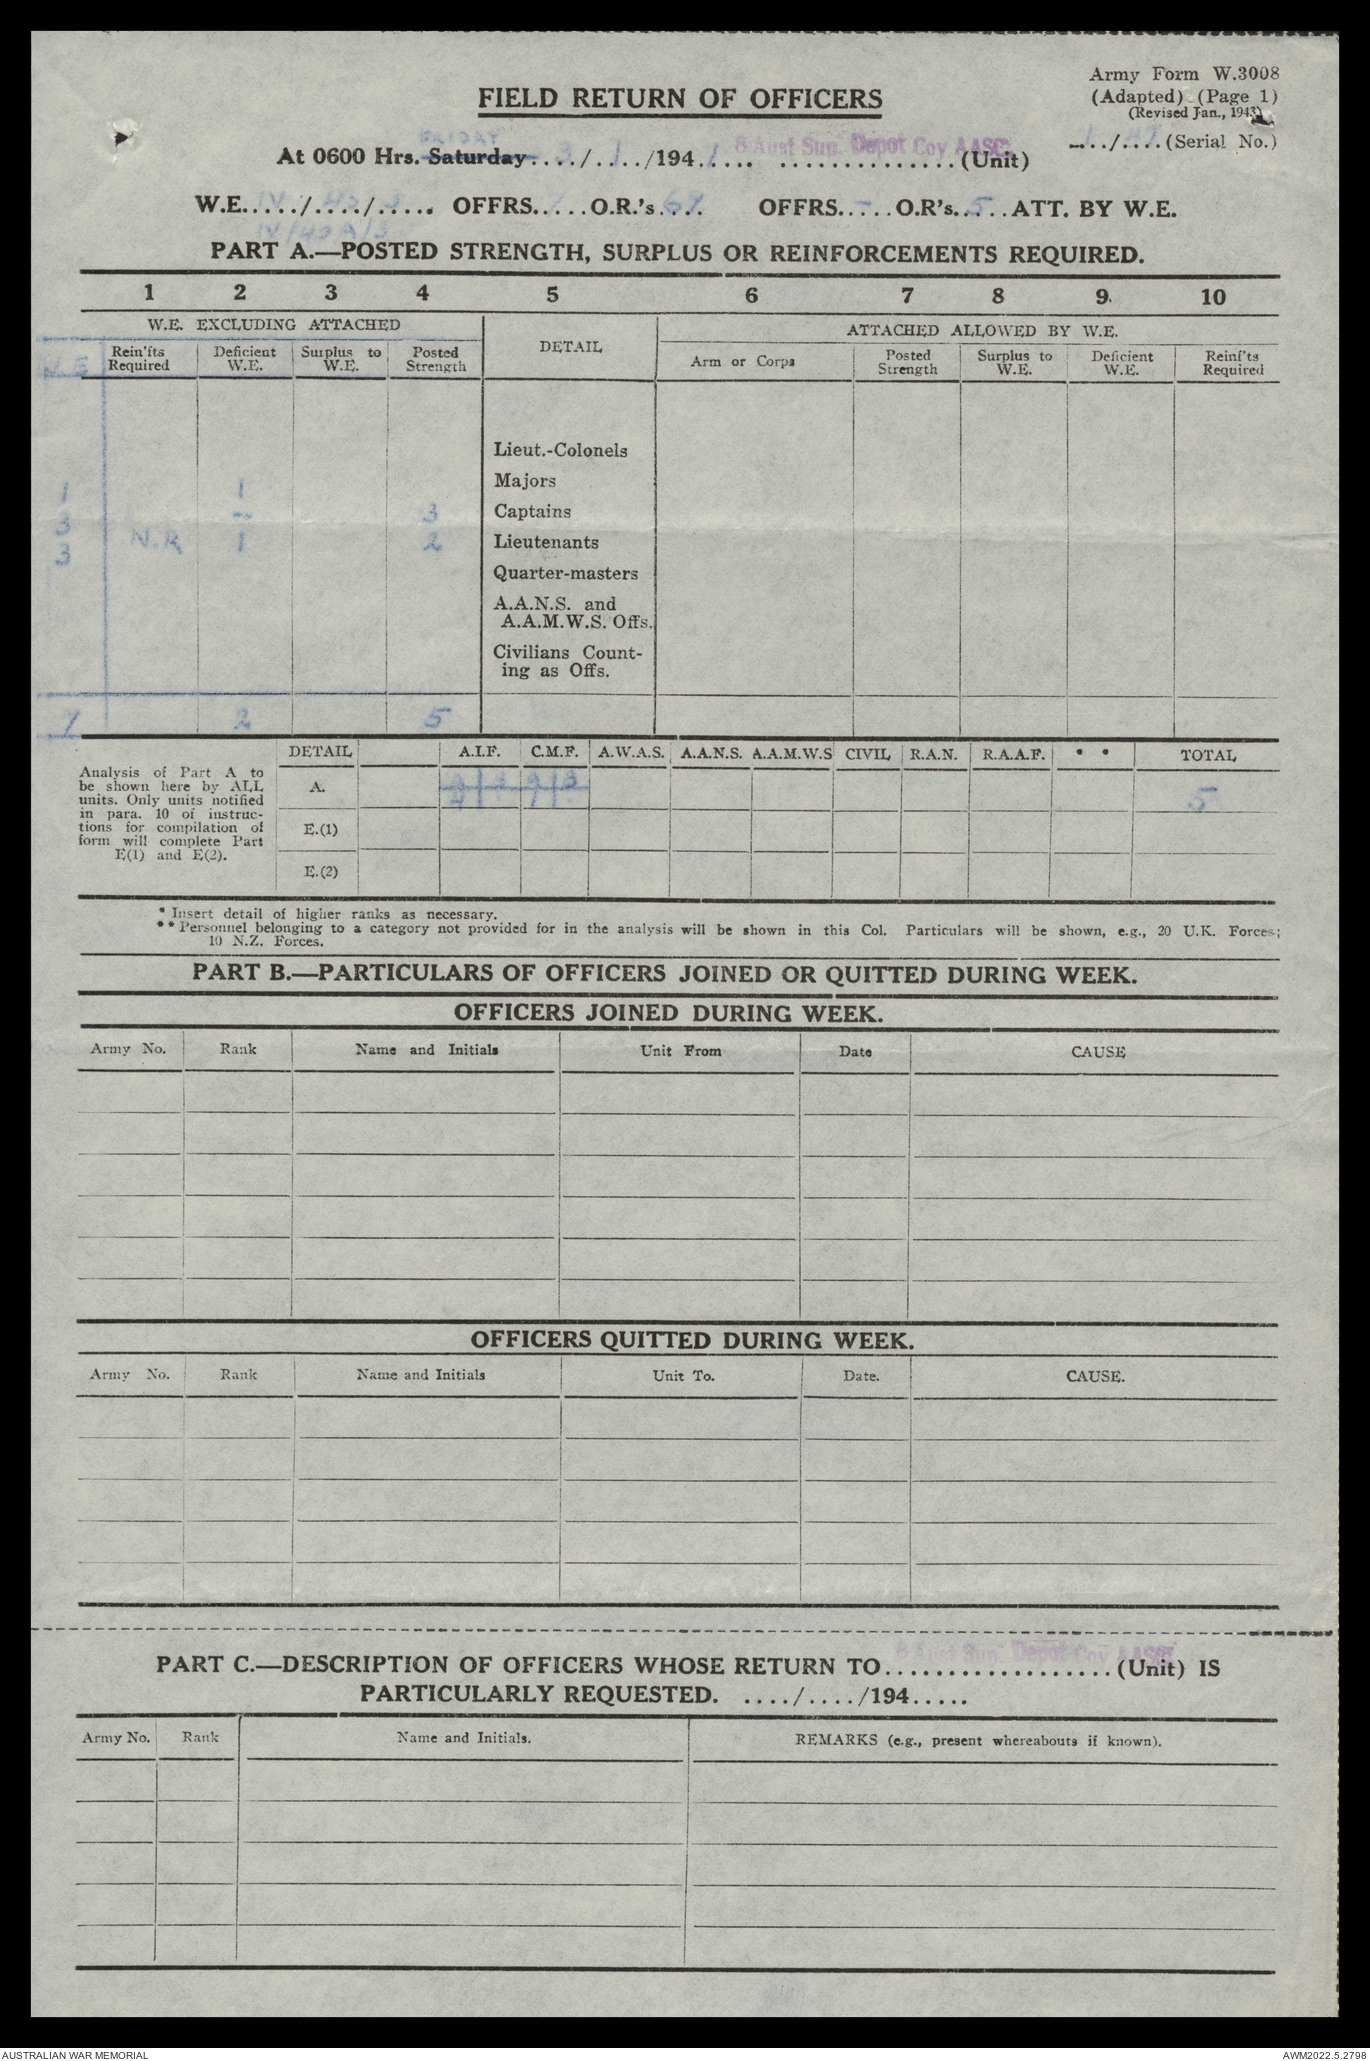 Army Form W.3008
FIELD RETURN OF OFFICERS
(Adapted) (Page 1)
(Revised Jan., 1943)
FRIDAY
8 Aust Sup. Depot Coy AASC
At 0600 Hrs. Saturday..../..../194..... ...............(Unit)
..../....(Serial No.)
W.E...../..../..... OFFRS.....O.R.'s.... OFFRS..-..O.R's..5..ATT. BY W.E.
IV/49A/3
PART A.—POSTED STRENGTH, SURPLUS OR REINFORCEMENTS REQUIRED.
1 2 3 4 5 6 7 8 9. 10
W.E. EXCLUDING ATTACHED DETAIL ATTACHED ALLOWED BY W.E.
W.E Rein'fts Required Deficient W.E. Surplus to W.E. Posted Strength Arm or Corps Posted Strength Surplus to W.E. Deficient W.E. Reinf'ts Required
Lieut.-Colonels
1 1 Majors
3 - 3 Captains
3 N.R 1 2 Lieutenants
Quarter-masters
A.A.N.S. and
A.A.M.W.S. Offs.
Civilians Count-
ing as Offs.
7 2 5
DETAIL A.I.F. C.M.F. A.W.A.S. A.A.N.S. A.A.M.W.S CIVIL R.A.N. R.A.A.F. * * TOTAL
Analysis of Part A to
be shown here by ALL
units. Only units notified
in para. 10 of instruc-
tions for compilation of
form will complete Part
E(1) and E(2).
A. 5
E.(1)
E.(2)
* Insert detail of higher ranks as necessary.
** Personnel belonging to a category not provided for in the analysis will be shown in this Col. Particulars will be shown, e.g., 20 U.K. Forces;
10 N.Z. Forces.
PART B.—PARTICULARS OF OFFICERS JOINED OR QUITTED DURING WEEK.
OFFICERS JOINED DURING WEEK.
Army No. Rank Name and Initials Unit From Date CAUSE
OFFICERS QUITTED DURING WEEK.
Army No. Rank Name and Initials Unit To. Date. CAUSE.
8 Aust Sup. Depot Coy AASC
PART C.—DESCRIPTION OF OFFICERS WHOSE RETURN TO..................(Unit) IS
PARTICULARLY REQUESTED. ..../..../194.....
Army No. Rank Name and Initials. REMARKS (e.g., present whereabouts if known).
AUSTRALIAN WAR MEMORIAL
AWM2022.5.2798